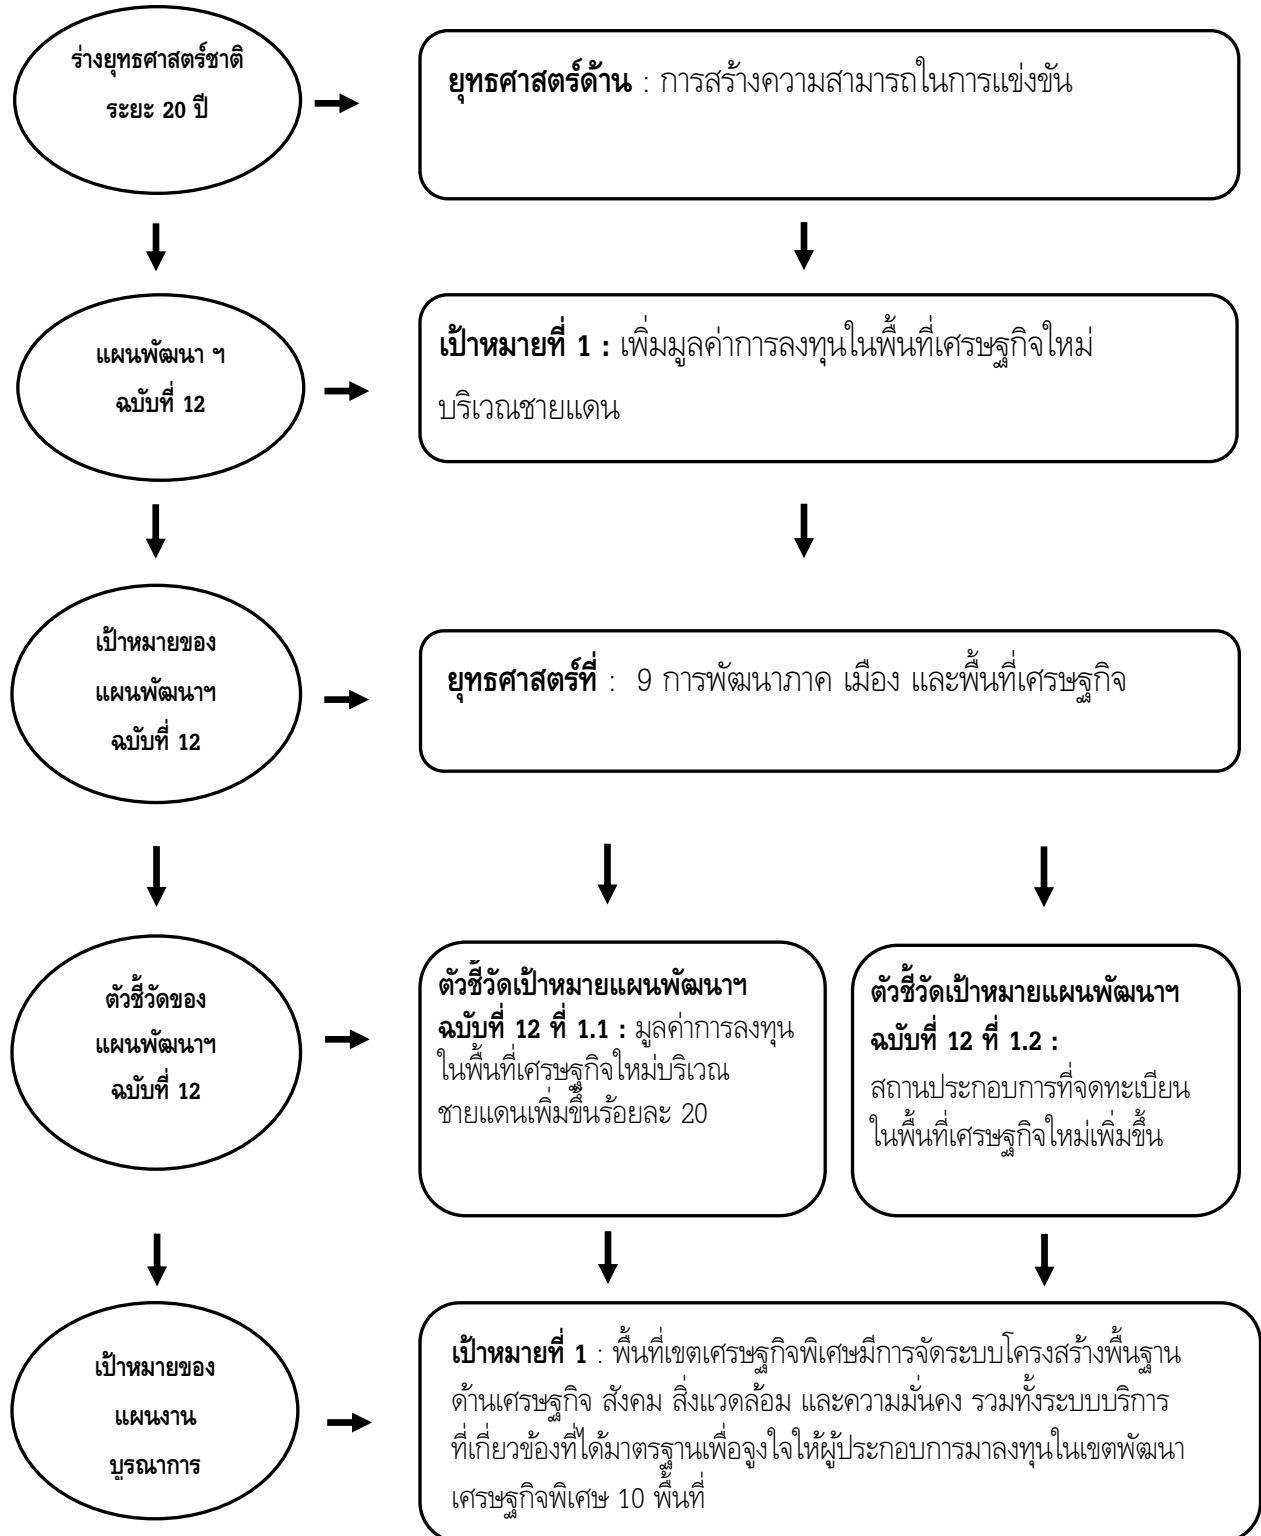 ร่างยุทธศาสตร์ชาติ
ระยะ 20 ปี
ยุทธศาสตร์ด้าน : การสร้างความสามารถในการแข่งขัน
แผนพัฒนา ฯ
ฉบับที่ 12
เป้าหมายที่ 1 : เพิ่มมูลค่าการลงทุนในพื้นที่เศรษฐกิจใหม่
บริเวณชายแดน
เป้าหมายของ
แผนพัฒนาฯ
ฉบับที่ 12
ยุทธศาสตร์ที่ : 9 การพัฒนาภาค เมือง และพื้นที่เศรษฐกิจ
ตัวชี้วัดของ
แผนพัฒนาฯ
ฉบับที่ 12
ตัวชี้วัดเป้าหมายแผนพัฒนาฯ
ฉบับที่ 12 ที่ 1.1 : มูลค่าการลงทุน
ในพื้นที่เศรษฐกิจใหม่บริเวณ
ชายแดนเพิ่มขึ้นร้อยละ 20
ตัวชี้วัดเป้าหมายแผนพัฒนาฯ
ฉบับที่ 12 ที่ 1.2 :
สถานประกอบการที่จดทะเบียน
ในพื้นที่เศรษฐกิจใหม่เพิ่มขึ้น
เป้าหมายของ
แผนงาน
บูรณาการ
เป้าหมายที่ 1 : พื้นที่เขตเศรษฐกิจพิเศษมีการจัดระบบโครงสร้างพื้นฐาน
ด้านเศรษฐกิจ สังคม สิ่งแวดล้อม และความมั่นคง รวมทั้งระบบบริการ
ที่เกี่ยวข้องที่ได้มาตรฐานเพื่อจูงใจให้ผู้ประกอบการมาลงทุนในเขตพัฒนา
เศรษฐกิจพิเศษ 10 พื้นที่